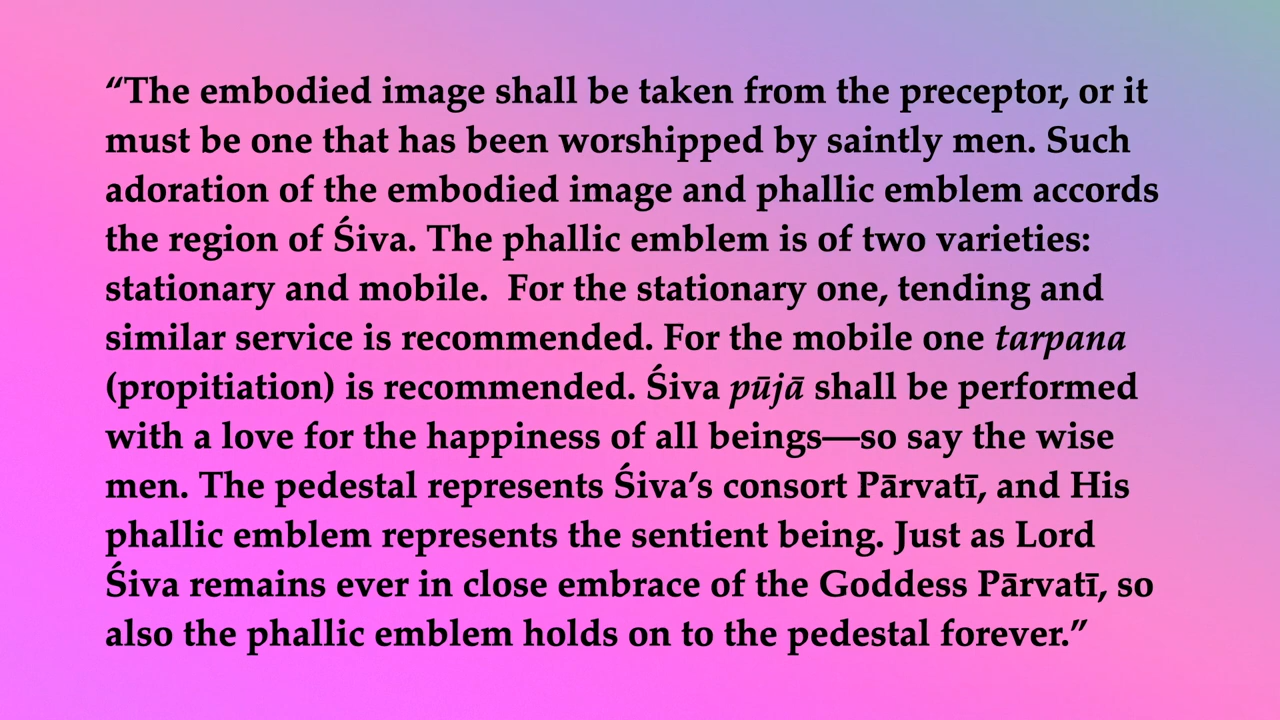 “The embodied image shall be taken from the preceptor, or it
must be one that has been worshipped by saintly men. Such
adoration of the embodied image and phallic emblem accords
the region of Śiva. The phallic emblem is of two varieties:
stationary and mobile.  For the stationary one, tending and
similar service is recommended. For the mobile one tarpana
(propitiation) is recommended. Śiva pūjā shall be performed
with a love for the happiness of all beings—so say the wise
men. The pedestal represents Śiva’s consort Pārvatī, and His
phallic emblem represents the sentient being. Just as Lord
Śiva remains ever in close embrace of the Goddess Pārvatī, so
also the phallic emblem holds on to the pedestal forever.”